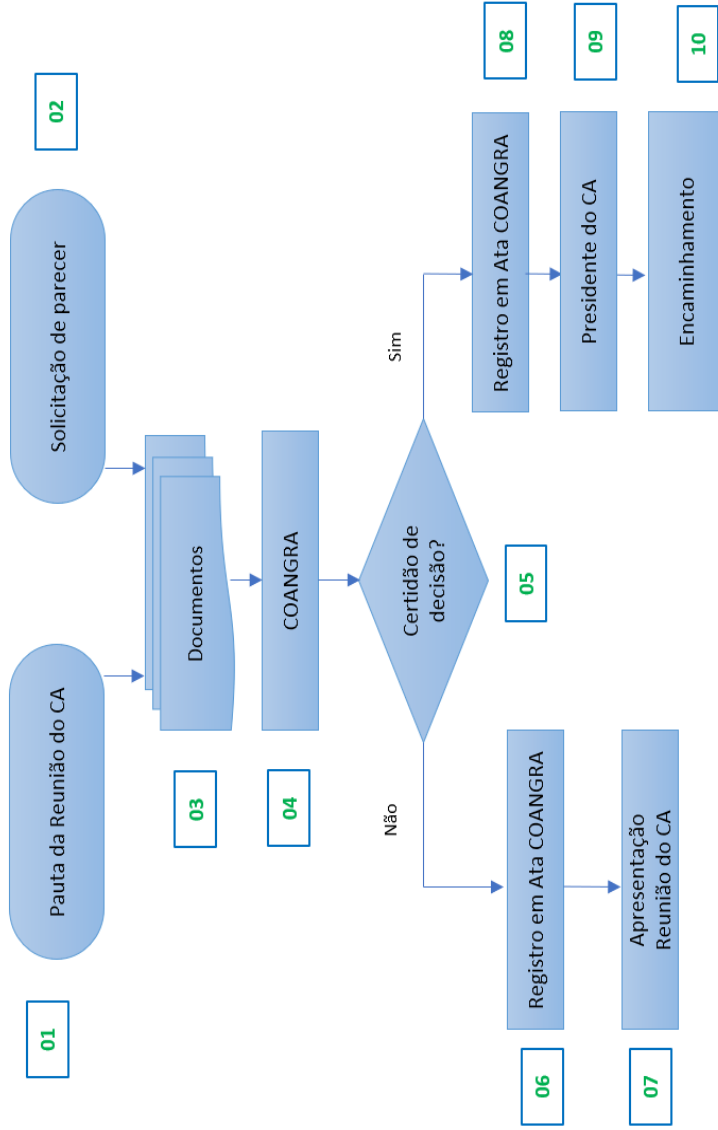 01
Pauta da Reunião do CA
Solicitação de parecer
02
03
Documentos
04
COANGRA
Certidão de
decisão?
05
Não
Sim
06
Registro em Ata COANGRA
07
Apresentação
Reunião do CA
Registro em Ata COANGRA
08
Presidente do CA
09
Encaminhamento
10